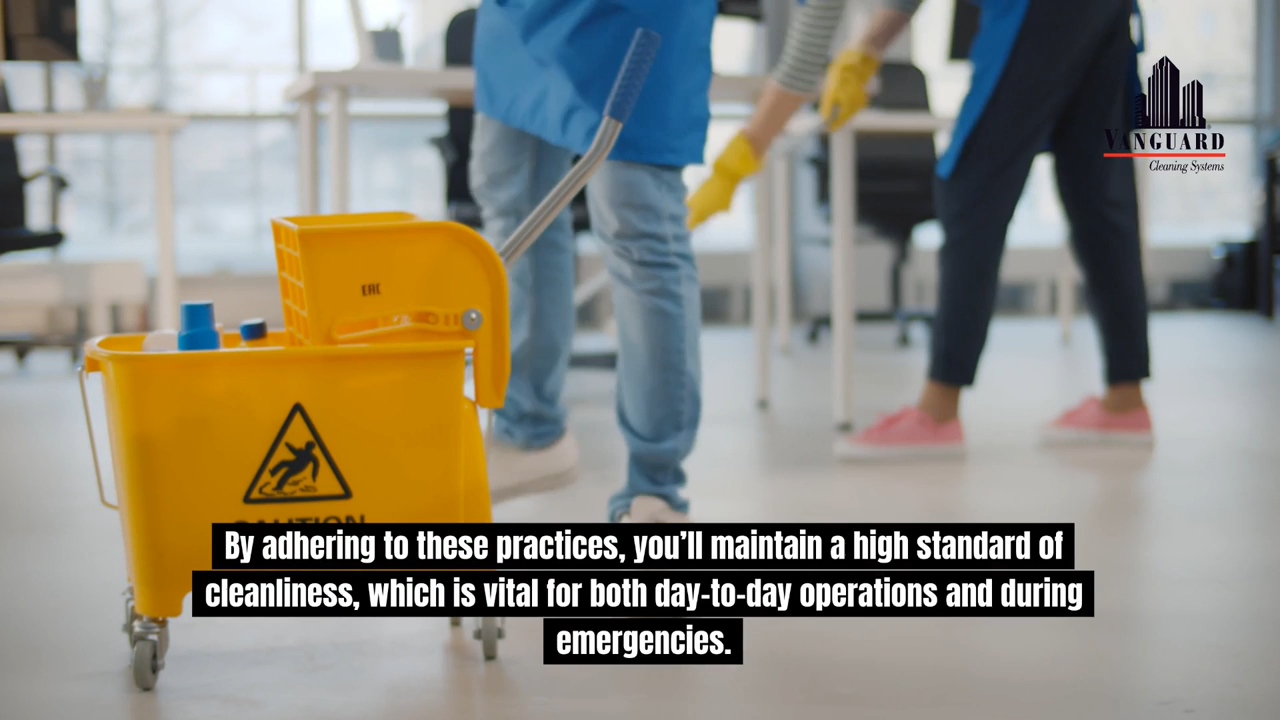 VANGUARD
Cleaning Systems
EAC
CAUTION
By adhering to these practices, you’ll maintain a high standard of
cleanliness, which is vital for both day-to-day operations and during
emergencies.